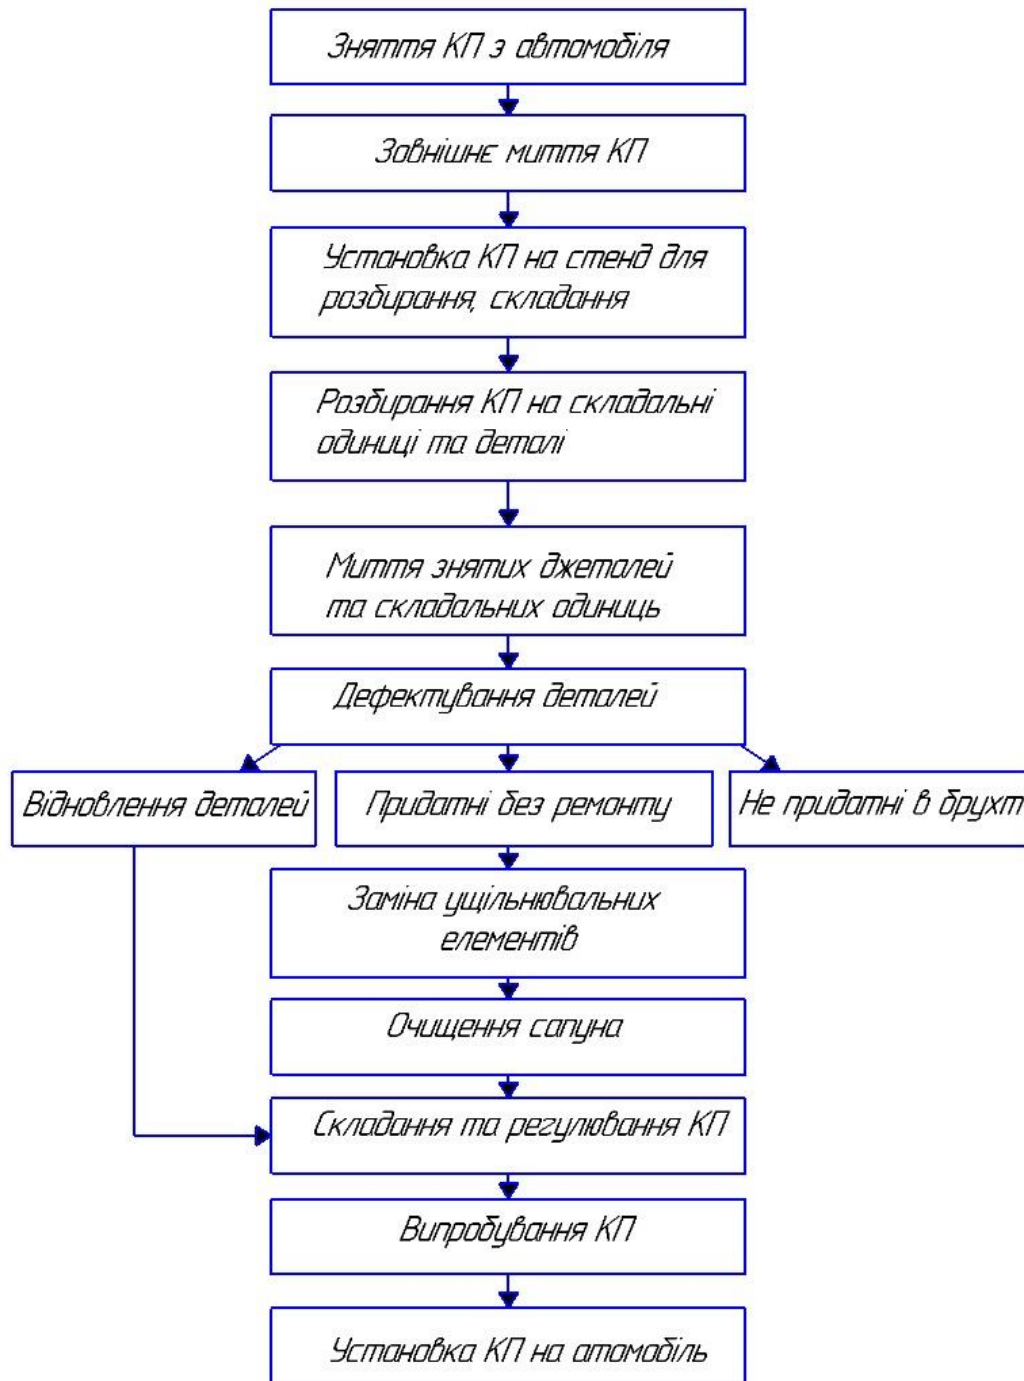 Зняття КП з автомобіля
Зовнішнє миття КП
Установка КП на стенд для
розбирання, складання
Розбирання КП на складальні
одиниці та деталі
Миття знятих джеталей
та складальних одиниць
Дефектування деталей
Відновлення деталей
Придатні без ремонту
Не придатні в брухт
Заміна ущільнювальних
елементів
Очищення сапуна
Складання та регулювання КП
Випробування КП
Установка КП на атомобіль